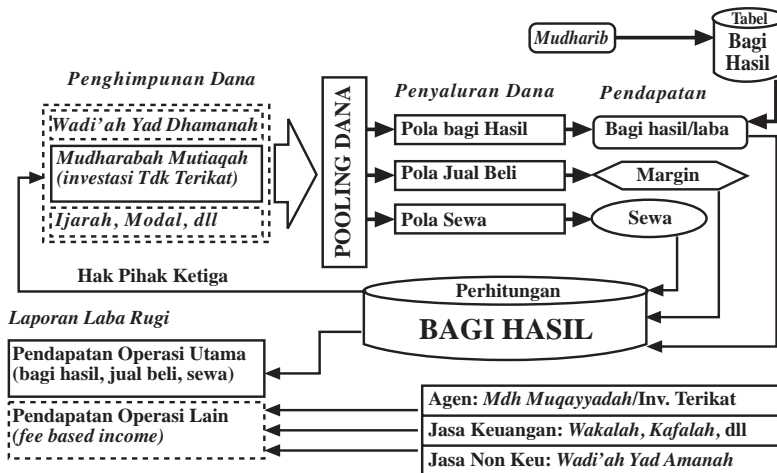 Mudharib
Tabel
Bagi
Hasil
Penghimpunan Dana
Penyaluran Dana
Pendapatan
Wadi'ah Yad Dhamanah
Mudharabah Mutiaqah
(investasi Tdk Terikat)
Ijarah, Modal, dll
POOLING DANA
Pola bagi Hasil
Bagi hasil/laba
Pola Jual Beli
Margin
Pola Sewa
Sewa
Hak Pihak Ketiga
Perhitungan
BAGI HASIL
Laporan Laba Rugi
Pendapatan Operasi Utama
(bagi hasil, jual beli, sewa)
Pendapatan Operasi Lain
(fee based income)
Agen: Mdh Muqayyadah/Inv. Terikat
Jasa Keuangan: Wakalah, Kafalah, dll
Jasa Non Keu: Wadi'ah Yad Amanah